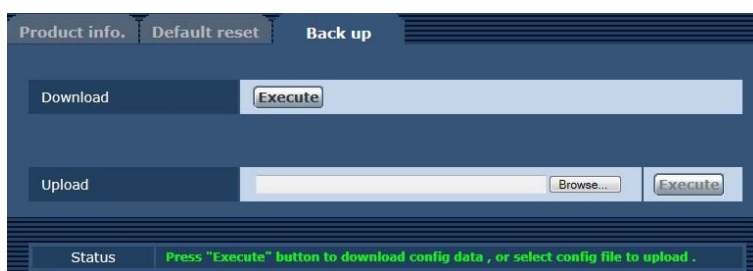 Product info. Default reset Back up
Download Execute
Upload Browse... Execute
Status Press "Execute" button to download config data , or select config file to upload .